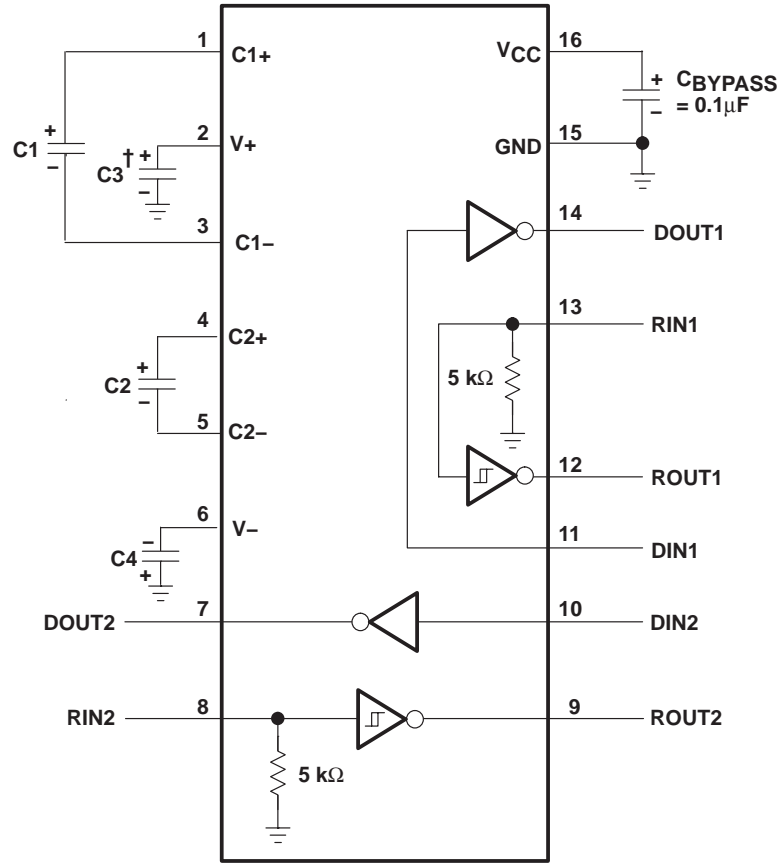 1
C1+
VCC
16
+
CBYPASS
= 0.1μF
–
C1
+
–
2
V+
C3
†
+
–
15
GND
3
C1–
14
DOUT1
4
C2+
13
RIN1
C2
+
–
5 kΩ
5
C2–
12
ROUT1
6
V–
C4
–
+
11
DIN1
DOUT2
7
10
DIN2
RIN2
8
9
ROUT2
5 kΩ